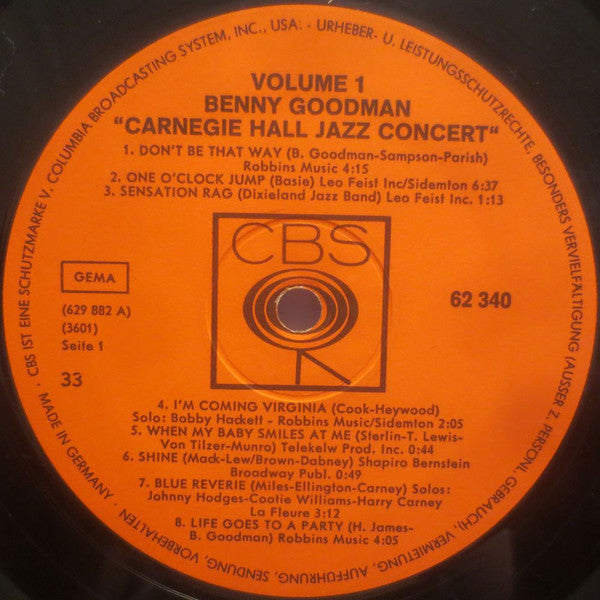 CBS IST EINE SCHUTZMARKE V. COLUMBIA BROADCASTING SYSTEM, INC., USA. · URHEBER- U. LEISTUNGSSCHUTZRECHTE, BESONDERS VERVIELFÄLTIGUNG (AUSSER Z. PERSÖNL. GEBRAUCH), VERMIETUNG, AUFFÜHRUNG, SENDUNG, VORBEHALTEN · MADE IN GERMANY ·
VOLUME 1
BENNY GOODMAN
"CARNEGIE HALL JAZZ CONCERT"
1. DON'T BE THAT WAY (B. Goodman-Sampson-Parish)
Robbins Music 4:15
2. ONE O'CLOCK JUMP (Basie) Leo Feist Inc/Sidemton 6:37
3. SENSATION RAG (Dixieland Jazz Band) Leo Feist Inc. 1:13
CBS
GEMA
(629 882 A)
(3601)
Seite 1
33
62 340
4. I'M COMING VIRGINIA (Cook-Heywood)
Solo: Bobby Hackett - Robbins Music/Sidemton 2:05
5. WHEN MY BABY SMILES AT ME (Sterlin-T. Lewis-
Von Tilzer-Munro) Telekelw Prod. Inc. 0:44
6. SHINE (Mack-Lew/Brown-Dabney) Shapiro Bernstein
Broadway Publ. 0:49
7. BLUE REVERIE (Miles-Ellington-Carney) Solos:
Johnny Hodges-Cootie Williams-Harry Carney
La Fleure 3:12
8. LIFE GOES TO A PARTY (H. James-
B. Goodman) Robbins Music 4:05